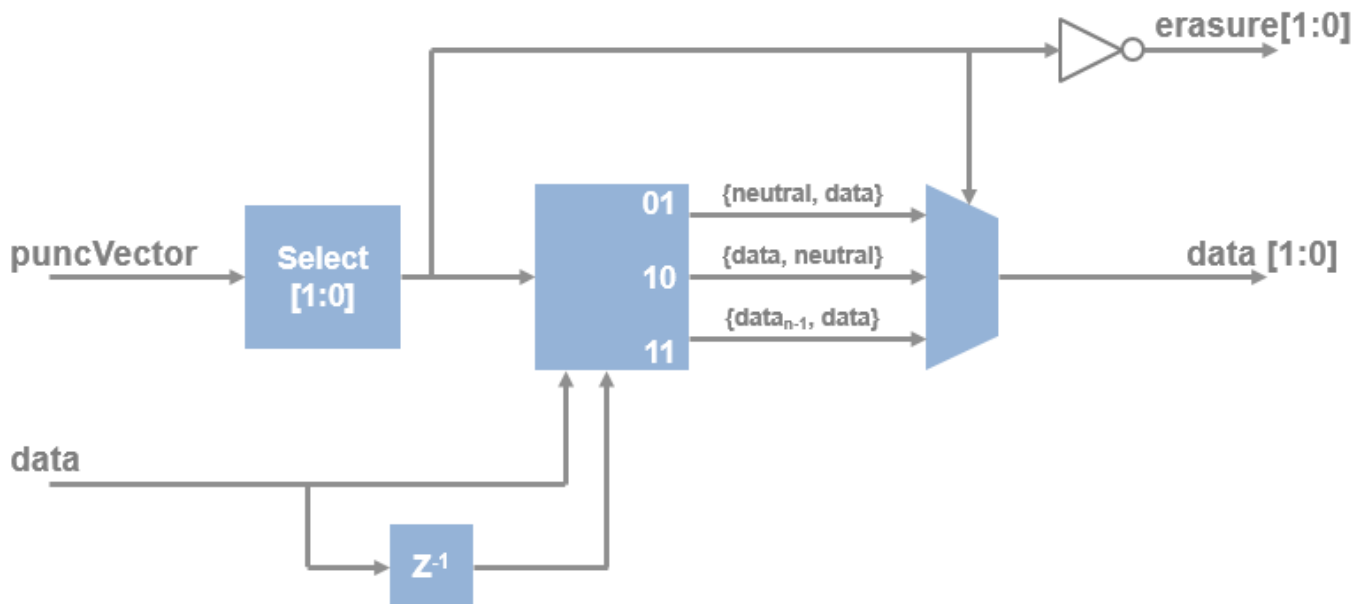 erasure[1:0]
01
{neutral, data}
puncVector
Select
[1:0]
10
{data, neutral}
data [1:0]
11
{dataₙ₋₁, data}
data
Z⁻¹